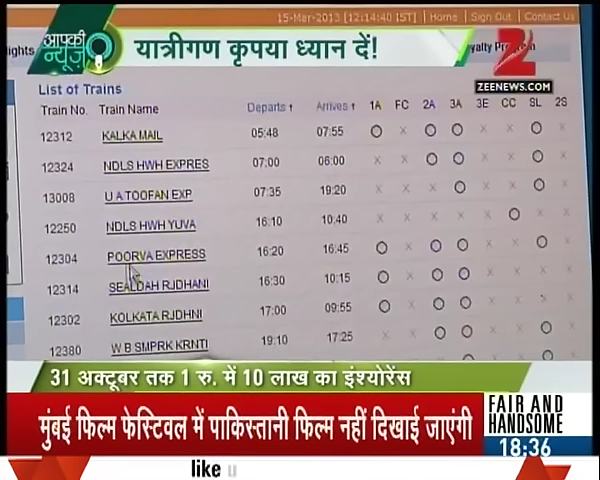 आपकी न्यूज़
यात्रीगण कृपया ध्यान दें!
15-Mar-2013 [12:14:40 IST] Home Sign Out Contact Us
ZEENEWS.COM
List of Trains
Train No. Train Name Departs↑ Arrives↑ 1A FC 2A 3A 3E CC SL 2S
12312 KALKA MAIL 05:48 07:55
12324 NDLS HWH EXPRES 07:00 06:00
13008 U A TOOFAN EXP 07:35 19:20
12250 NDLS HWH YUVA 16:10 10:40
12304 POORVA EXPRESS 16:20 16:45
12314 SEALDAH RJDHANI 16:30 10:15
12302 KOLKATA RJDHNI 17:00 09:55
12380 W B SMPRK KRNTI 19:10 17:25
31 अक्टूबर तक 1 रु. में 10 लाख का इंश्योरेंस
मुंबई फिल्म फेस्टिवल में पाकिस्तानी फिल्म नहीं दिखाई जाएंगी
FAIR AND
HANDSOME
18:36
like u